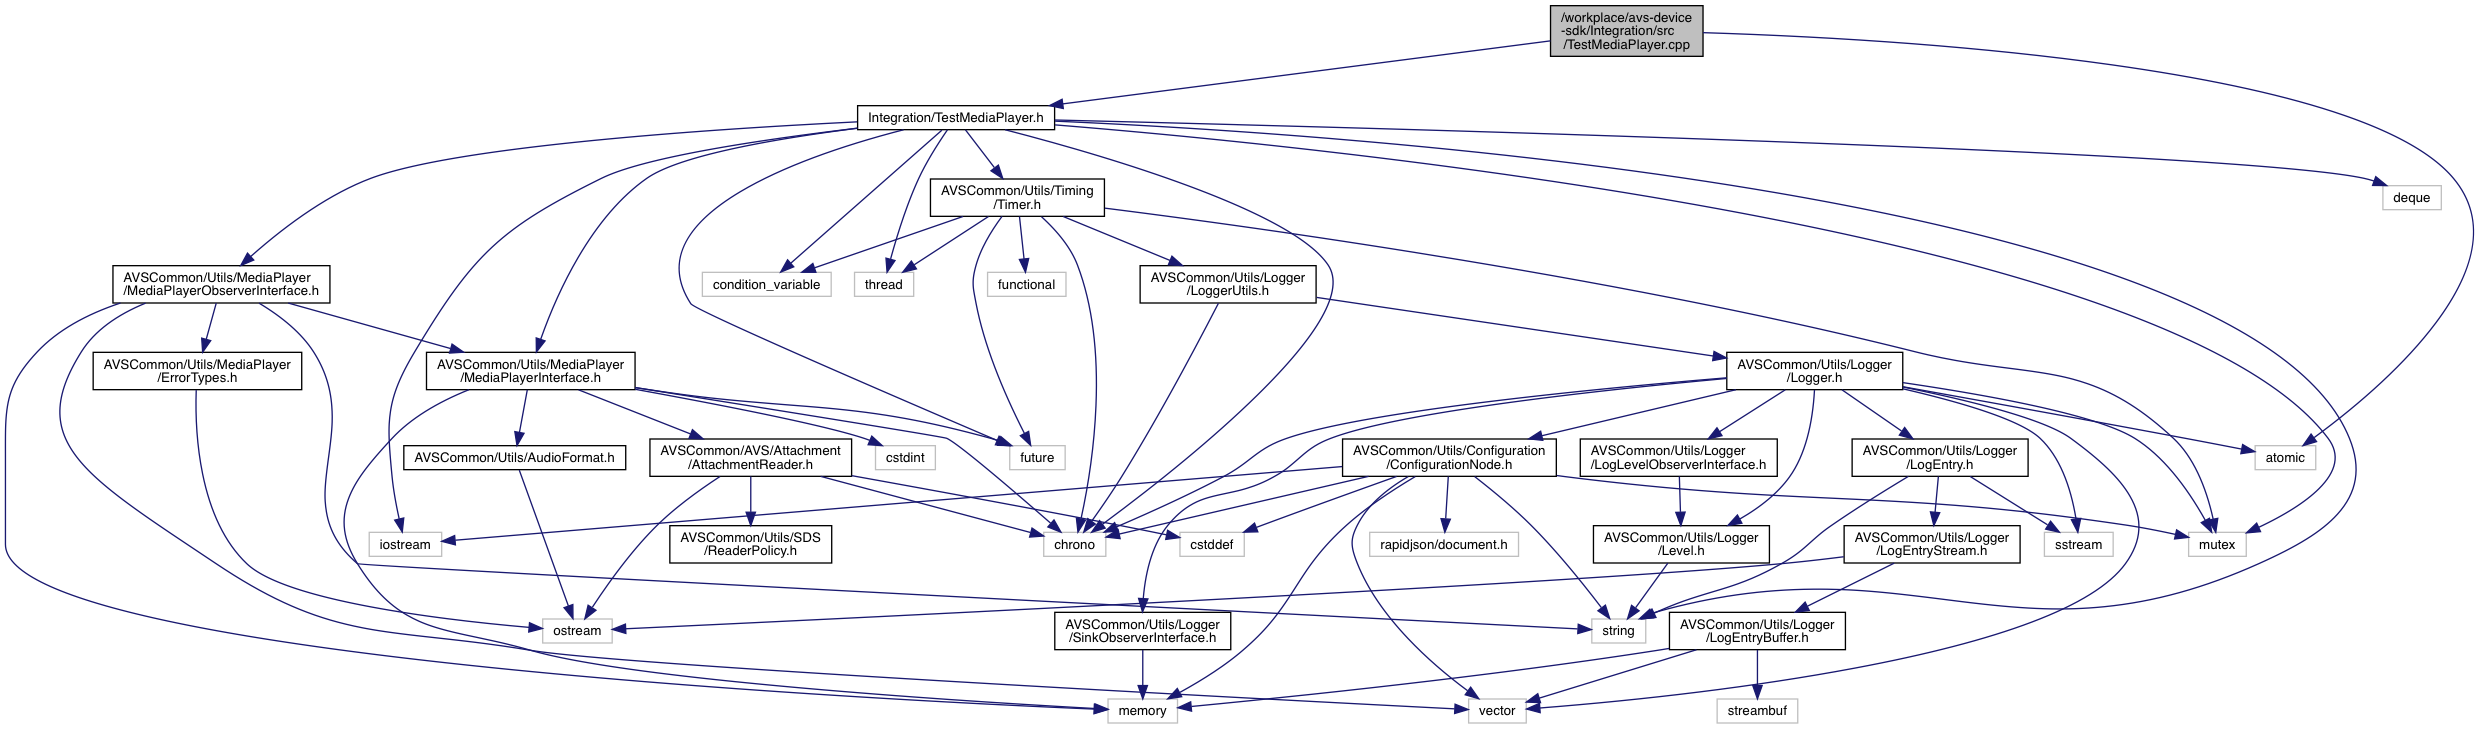 /workplace/avs-device
-sdk/Integration/src
/TestMediaPlayer.cpp
Integration/TestMediaPlayer.h
AVSCommon/Utils/Timing
/Timer.h
deque
AVSCommon/Utils/MediaPlayer
/MediaPlayerObserverInterface.h
condition_variable
thread
functional
AVSCommon/Utils/Logger
/LoggerUtils.h
AVSCommon/Utils/MediaPlayer
/ErrorTypes.h
AVSCommon/Utils/MediaPlayer
/MediaPlayerInterface.h
AVSCommon/Utils/Logger
/Logger.h
AVSCommon/Utils/AudioFormat.h
AVSCommon/AVS/Attachment
/AttachmentReader.h
cstdint
future
AVSCommon/Utils/Configuration
/ConfigurationNode.h
AVSCommon/Utils/Logger
/LogLevelObserverInterface.h
AVSCommon/Utils/Logger
/LogEntry.h
atomic
iostream
AVSCommon/Utils/SDS
/ReaderPolicy.h
chrono
cstddef
rapidjson/document.h
AVSCommon/Utils/Logger
/Level.h
AVSCommon/Utils/Logger
/LogEntryStream.h
sstream
mutex
ostream
AVSCommon/Utils/Logger
/SinkObserverInterface.h
string
AVSCommon/Utils/Logger
/LogEntryBuffer.h
memory
vector
streambuf